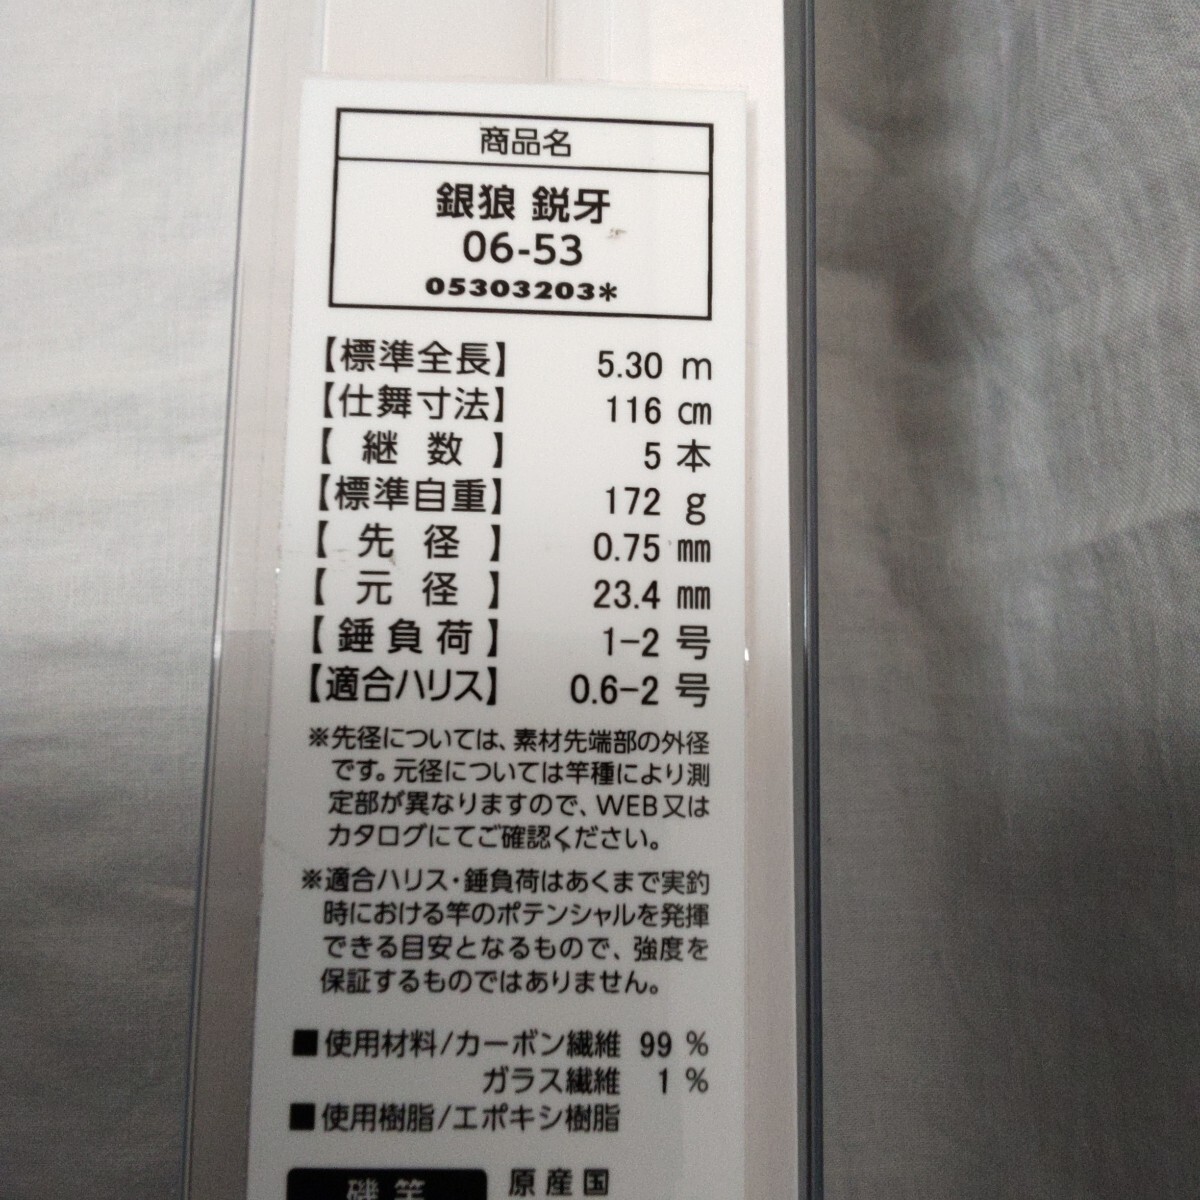 商品名
銀狼 鋭牙
06-53
05303203*
【標準全長】 5.30 m
【仕舞寸法】 116 ㎝
【 継 数 】 5 本
【標準自重】 172 g
【 先 径 】 0.75 ㎜
【 元 径 】 23.4 ㎜
【 錘 負 荷 】 1-2 号
【適合ハリス】 0.6-2 号
※先径については、素材先端部の外径
です。元径については竿種により測
定部が異なりますので、WEB又は
カタログにてご確認ください。
※適合ハリス・錘負荷はあくまで実釣
時における竿のポテンシャルを発揮
できる目安となるもので、強度を
保証するものではありません。
■使用材料/カーボン繊維 99 %
ガラス繊維 1 %
■使用樹脂/エポキシ樹脂
磯 竿 原 産 国